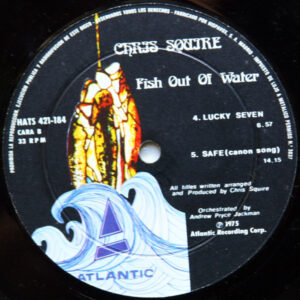 CHRIS SQUIRE
Fish Out Of Water
HATS 421-184
CARA B
33 RPM
4. LUCKY SEVEN
6.57
5. SAFE(canon song)
14.15
All titles written arranged
and Produced by Chris Squire
Orchestrated by
Andrew Pryce Jackman
Ⓟ 1975
Atlantic Recording Corp.
ATLANTIC